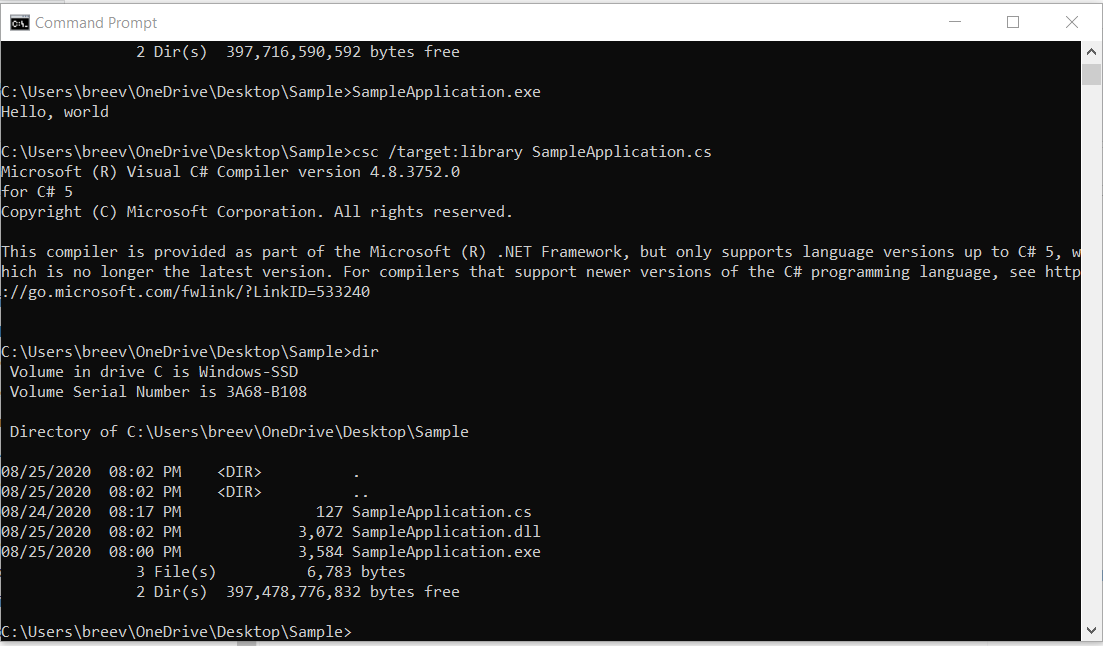 Command Prompt
2 Dir(s)  397,716,590,592 bytes free
C:\Users\breev\OneDrive\Desktop\Sample>SampleApplication.exe
Hello, world
C:\Users\breev\OneDrive\Desktop\Sample>csc /target:library SampleApplication.cs
Microsoft (R) Visual C# Compiler version 4.8.3752.0
for C# 5
Copyright (C) Microsoft Corporation. All rights reserved.
This compiler is provided as part of the Microsoft (R) .NET Framework, but only supports language versions up to C# 5, w
hich is no longer the latest version. For compilers that support newer versions of the C# programming language, see http
://go.microsoft.com/fwlink/?LinkID=533240
C:\Users\breev\OneDrive\Desktop\Sample>dir
Volume in drive C is Windows-SSD
Volume Serial Number is 3A68-B108
Directory of C:\Users\breev\OneDrive\Desktop\Sample
08/25/2020  08:02 PM    <DIR>          .
08/25/2020  08:02 PM    <DIR>          ..
08/24/2020  08:17 PM               127 SampleApplication.cs
08/25/2020  08:02 PM             3,072 SampleApplication.dll
08/25/2020  08:00 PM             3,584 SampleApplication.exe
3 File(s)          6,783 bytes
2 Dir(s)  397,478,776,832 bytes free
C:\Users\breev\OneDrive\Desktop\Sample>